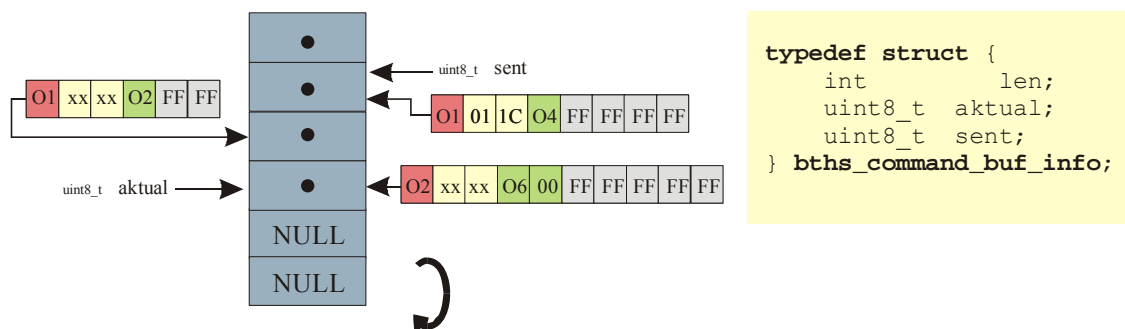 uint8_t sent
O1 xx xx O2 FF FF
O1 01 1C O4 FF FF FF FF
uint8_t aktual
O2 xx xx O6 00 FF FF FF FF FF
NULL
NULL
typedef struct {
int len;
uint8_t aktual;
uint8_t sent;
} bths_command_buf_info;